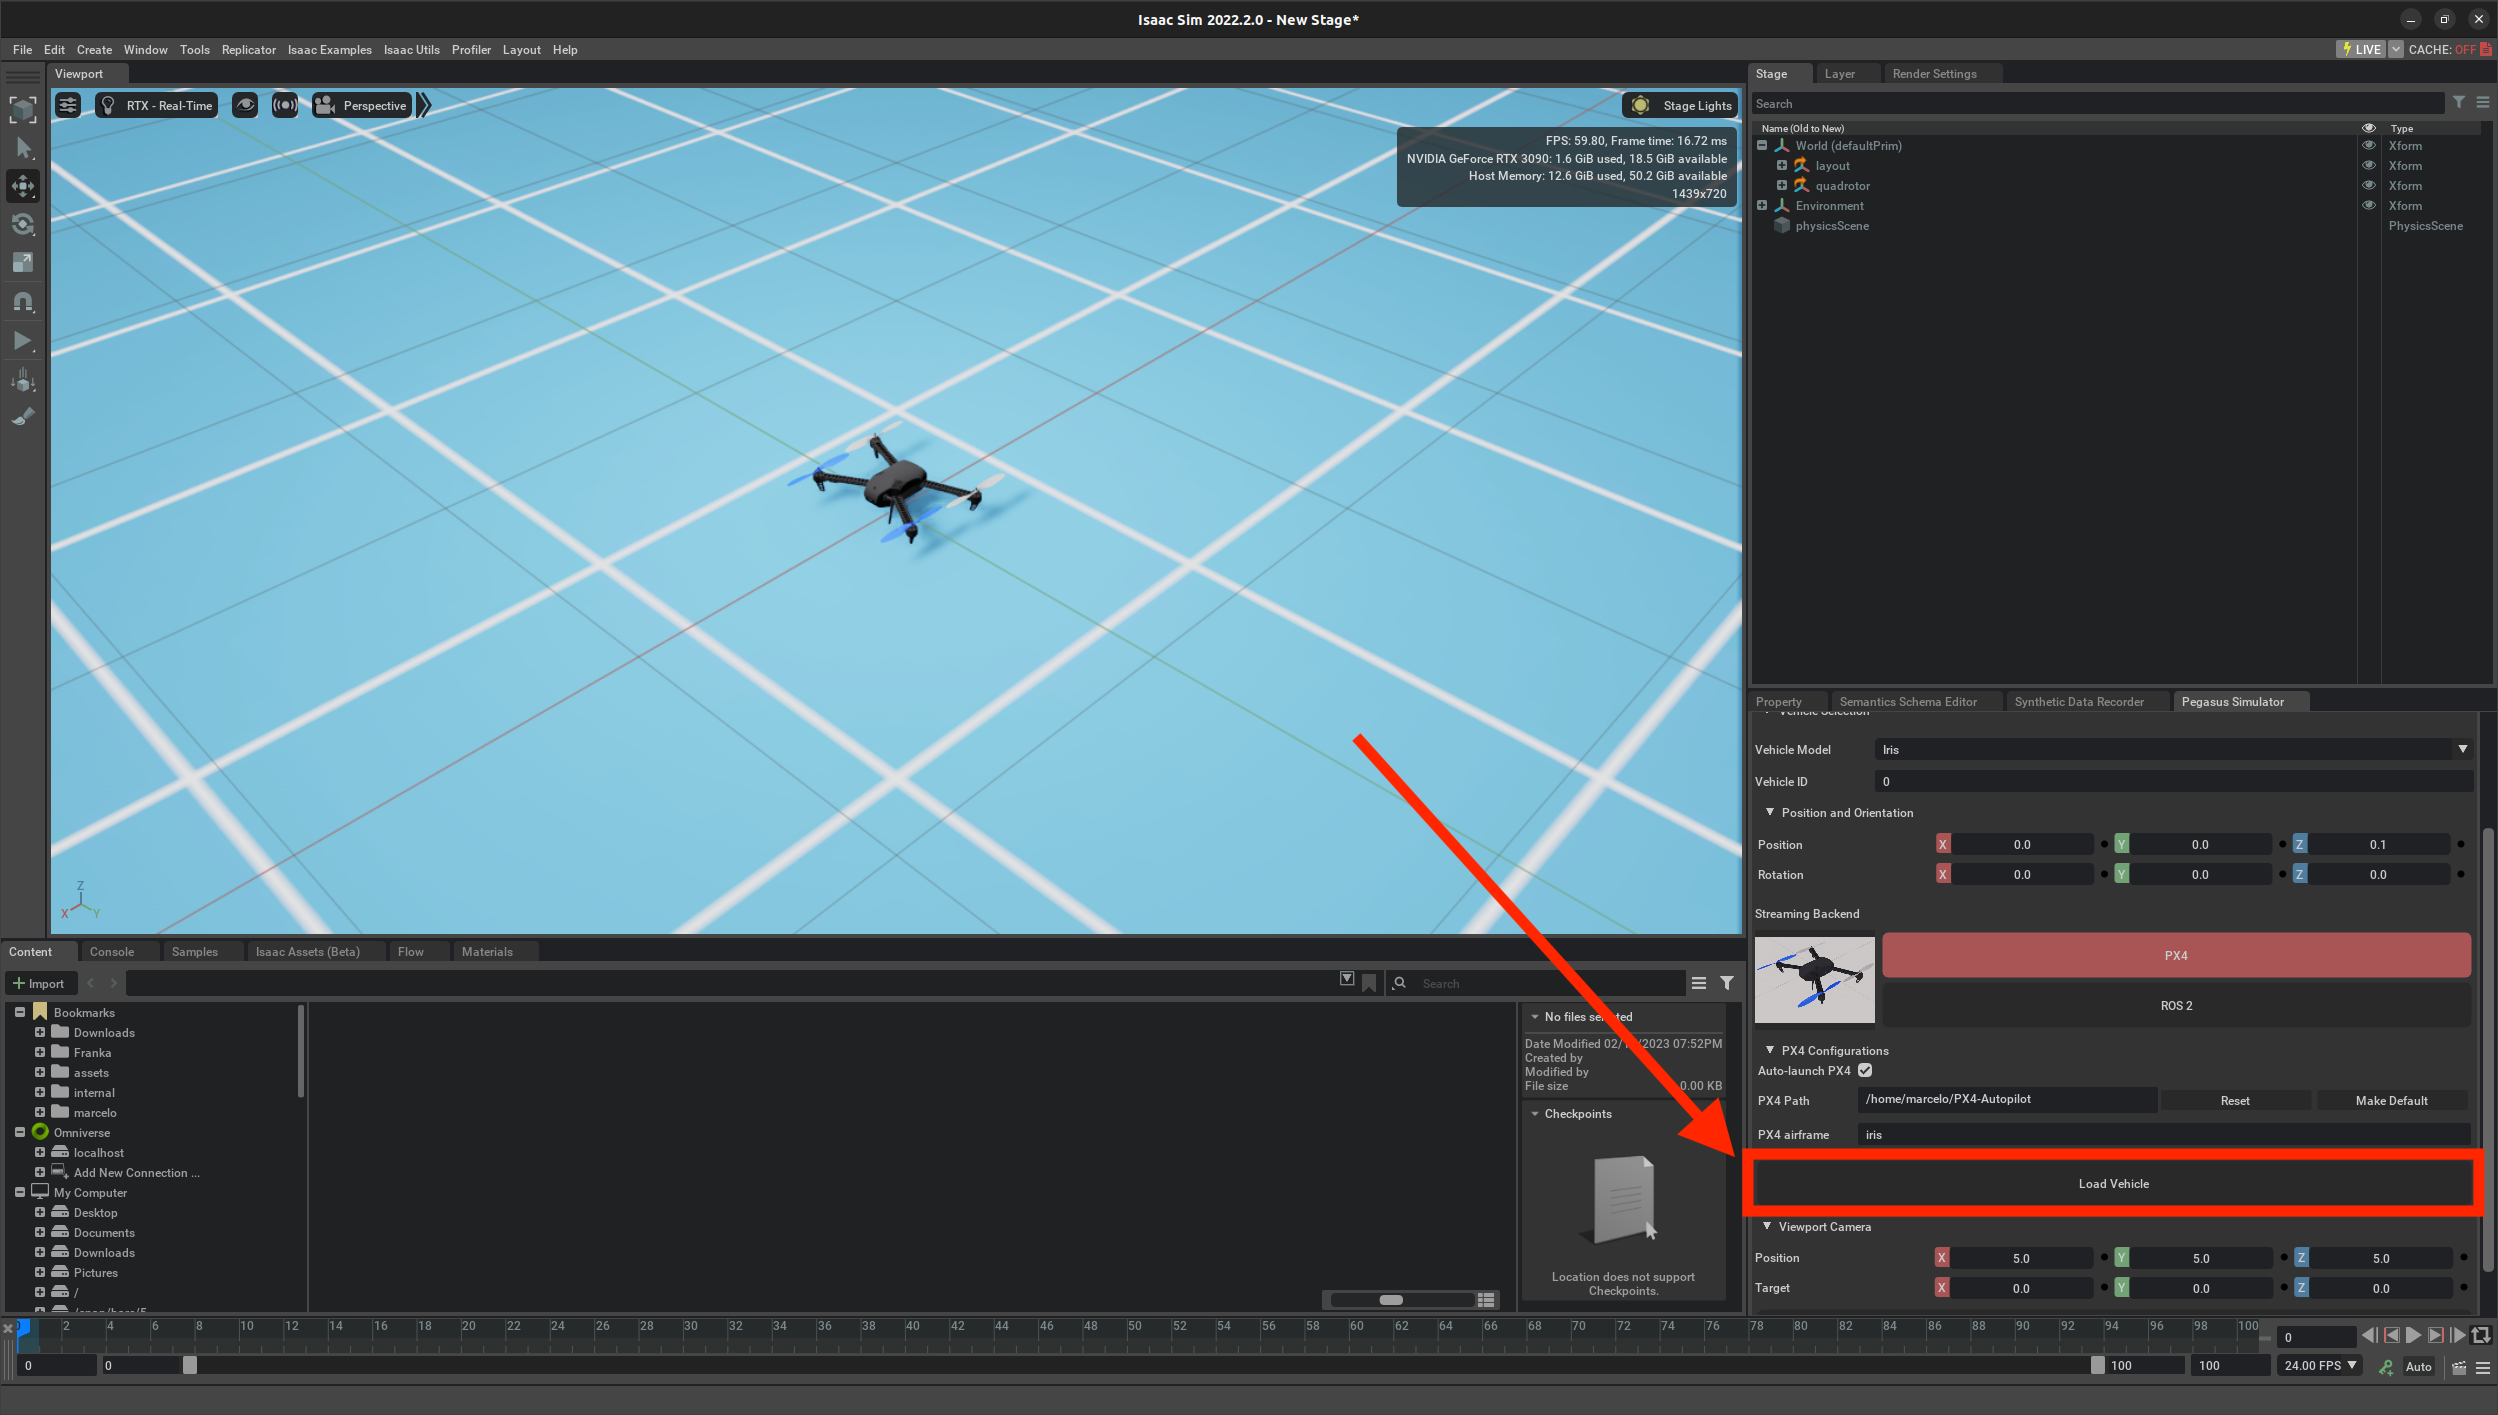 Isaac Sim 2022.2.0 - New Stage*
File Edit Create Window Tools Replicator Isaac Examples Isaac Utils Profiler Layout Help
LIVE CACHE: OFF
Viewport
RTX - Real-Time
Perspective
Stage Lights
FPS: 59.80, Frame time: 16.72 ms
NVIDIA GeForce RTX 3090: 1.6 GiB used, 18.5 GiB available
Host Memory: 12.6 GiB used, 50.2 GiB available
1439x720
Z
X Y
Stage Layer Render Settings
Search
Name (Old to New) Type
World (defaultPrim) Xform
layout Xform
quadrotor Xform
Environment Xform
physicsScene PhysicsScene
Property Semantics Schema Editor Synthetic Data Recorder Pegasus Simulator
Vehicle Selection
Vehicle Model Iris
Vehicle ID 0
Position and Orientation
Position X 0.0 Y 0.0 Z 0.1
Rotation X 0.0 Y 0.0 Z 0.0
Streaming Backend
PX4
ROS 2
PX4 Configurations
Auto-launch PX4
PX4 Path /home/marcelo/PX4-Autopilot Reset Make Default
PX4 airframe iris
Load Vehicle
Viewport Camera
Position X 5.0 Y 5.0 Z 5.0
Target X 0.0 Y 0.0 Z 0.0
Content Console Samples Isaac Assets (Beta) Flow Materials
Import
Search
Bookmarks
Downloads
Franka
assets
internal
marcelo
Omniverse
localhost
Add New Connection ...
My Computer
Desktop
Documents
Downloads
Pictures
/
No files selected
Date Modified 02/1 /2023 07:52PM
Created by
Modified by
File size 0.00 KB
Checkpoints
Location does not support
Checkpoints.
0 2 4 6 8 10 12 14 16 18 20 22 24 26 28 30 32 34 36 38 40 42 44 46 48 50 52 54 56 58 60 62 64 66 68 70 72 74 76 78 80 82 84 86 88 90 92 94 96 98 100
0
0 0 100 100 24.00 FPS Auto